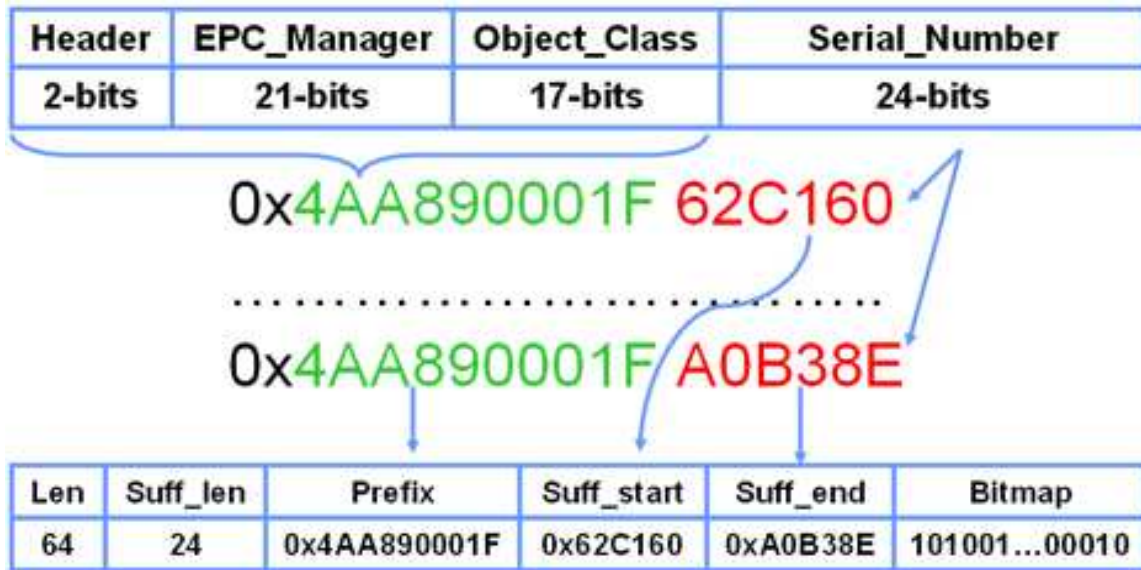 Header EPC_Manager Object_Class Serial_Number
2-bits 21-bits 17-bits 24-bits
0x4AA890001F 62C160
..................................
0x4AA890001F A0B38E
Len Suff_len Prefix Suff_start Suff_end Bitmap
64 24 0x4AA890001F 0x62C160 0xA0B38E 101001...00010